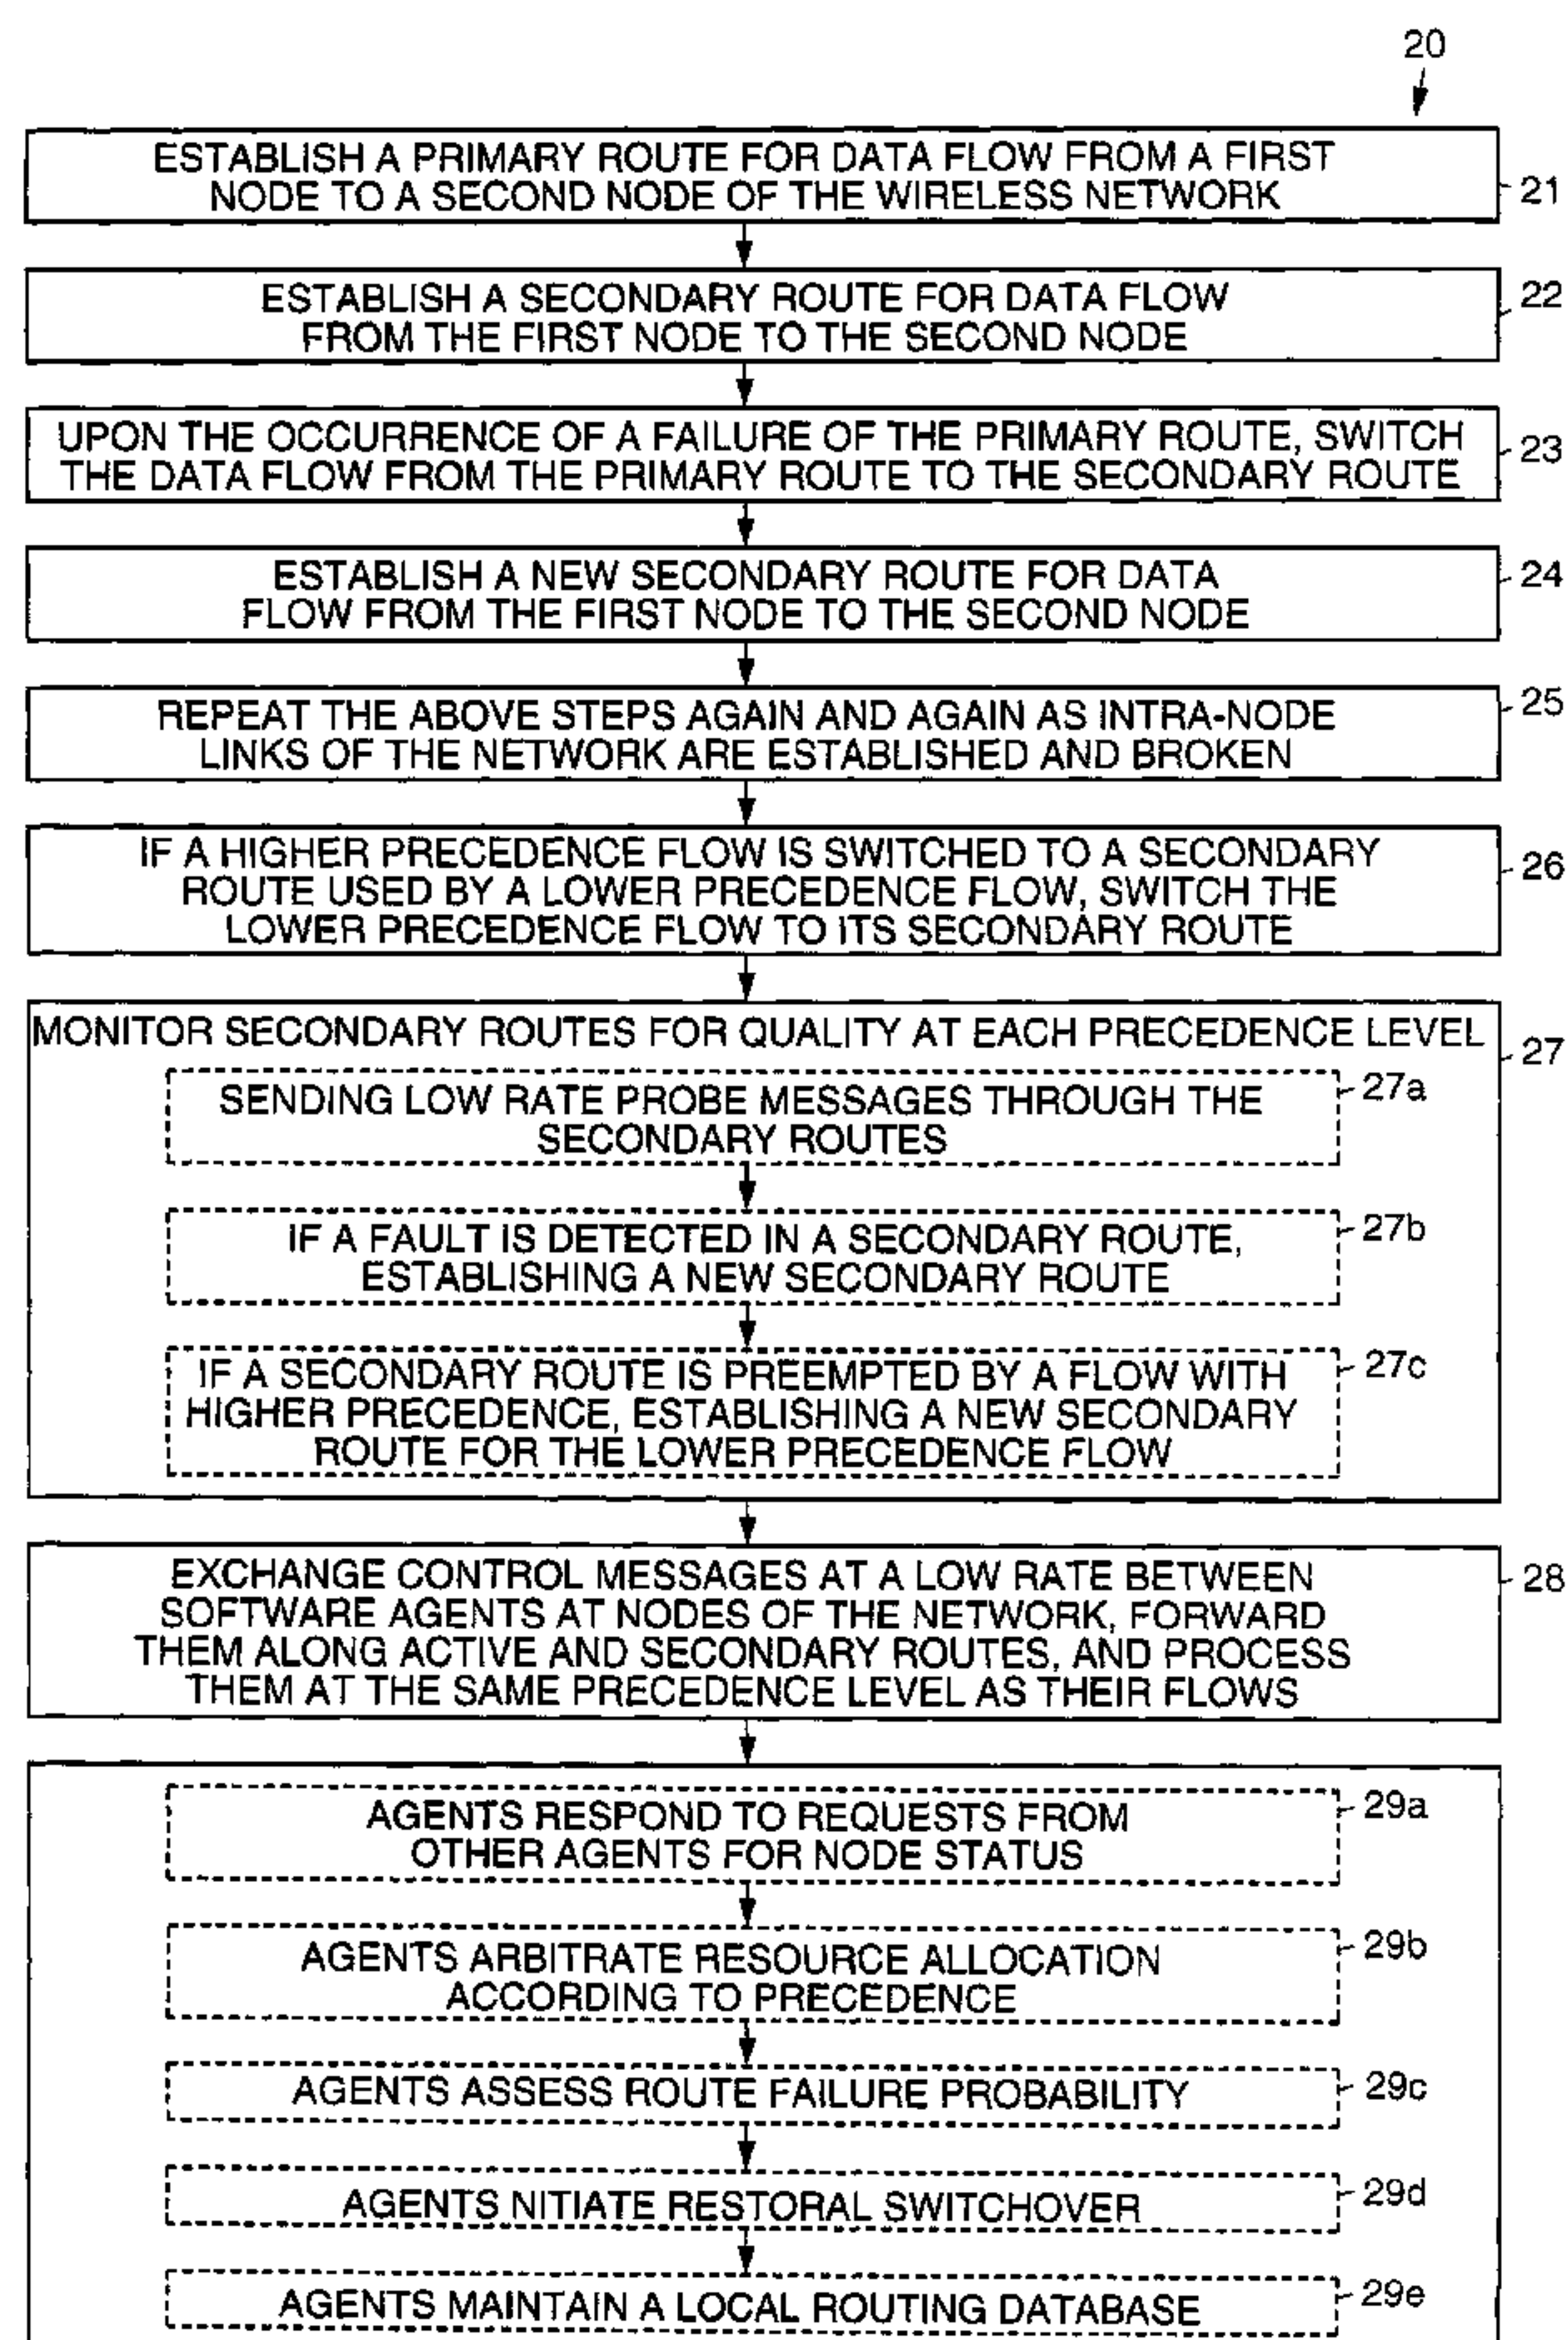 20
ESTABLISH A PRIMARY ROUTE FOR DATA FLOW FROM A FIRST
NODE TO A SECOND NODE OF THE WIRELESS NETWORK
21
ESTABLISH A SECONDARY ROUTE FOR DATA FLOW
FROM THE FIRST NODE TO THE SECOND NODE
22
UPON THE OCCURRENCE OF A FAILURE OF THE PRIMARY ROUTE, SWITCH
THE DATA FLOW FROM THE PRIMARY ROUTE TO THE SECONDARY ROUTE
23
ESTABLISH A NEW SECONDARY ROUTE FOR DATA
FLOW FROM THE FIRST NODE TO THE SECOND NODE
24
REPEAT THE ABOVE STEPS AGAIN AND AGAIN AS INTRA-NODE
LINKS OF THE NETWORK ARE ESTABLISHED AND BROKEN
25
IF A HIGHER PRECEDENCE FLOW IS SWITCHED TO A SECONDARY
ROUTE USED BY A LOWER PRECEDENCE FLOW, SWITCH THE
LOWER PRECEDENCE FLOW TO ITS SECONDARY ROUTE
26
MONITOR SECONDARY ROUTES FOR QUALITY AT EACH PRECEDENCE LEVEL
27
SENDING LOW RATE PROBE MESSAGES THROUGH THE
SECONDARY ROUTES
27a
IF A FAULT IS DETECTED IN A SECONDARY ROUTE,
ESTABLISHING A NEW SECONDARY ROUTE
27b
IF A SECONDARY ROUTE IS PREEMPTED BY A FLOW WITH
HIGHER PRECEDENCE, ESTABLISHING A NEW SECONDARY
ROUTE FOR THE LOWER PRECEDENCE FLOW
27c
EXCHANGE CONTROL MESSAGES AT A LOW RATE BETWEEN
SOFTWARE AGENTS AT NODES OF THE NETWORK, FORWARD
THEM ALONG ACTIVE AND SECONDARY ROUTES, AND PROCESS
THEM AT THE SAME PRECEDENCE LEVEL AS THEIR FLOWS
28
AGENTS RESPOND TO REQUESTS FROM
OTHER AGENTS FOR NODE STATUS
29a
AGENTS ARBITRATE RESOURCE ALLOCATION
ACCORDING TO PRECEDENCE
29b
AGENTS ASSESS ROUTE FAILURE PROBABILITY
29c
AGENTS NITIATE RESTORAL SWITCHOVER
29d
AGENTS MAINTAIN A LOCAL ROUTING DATABASE
29e